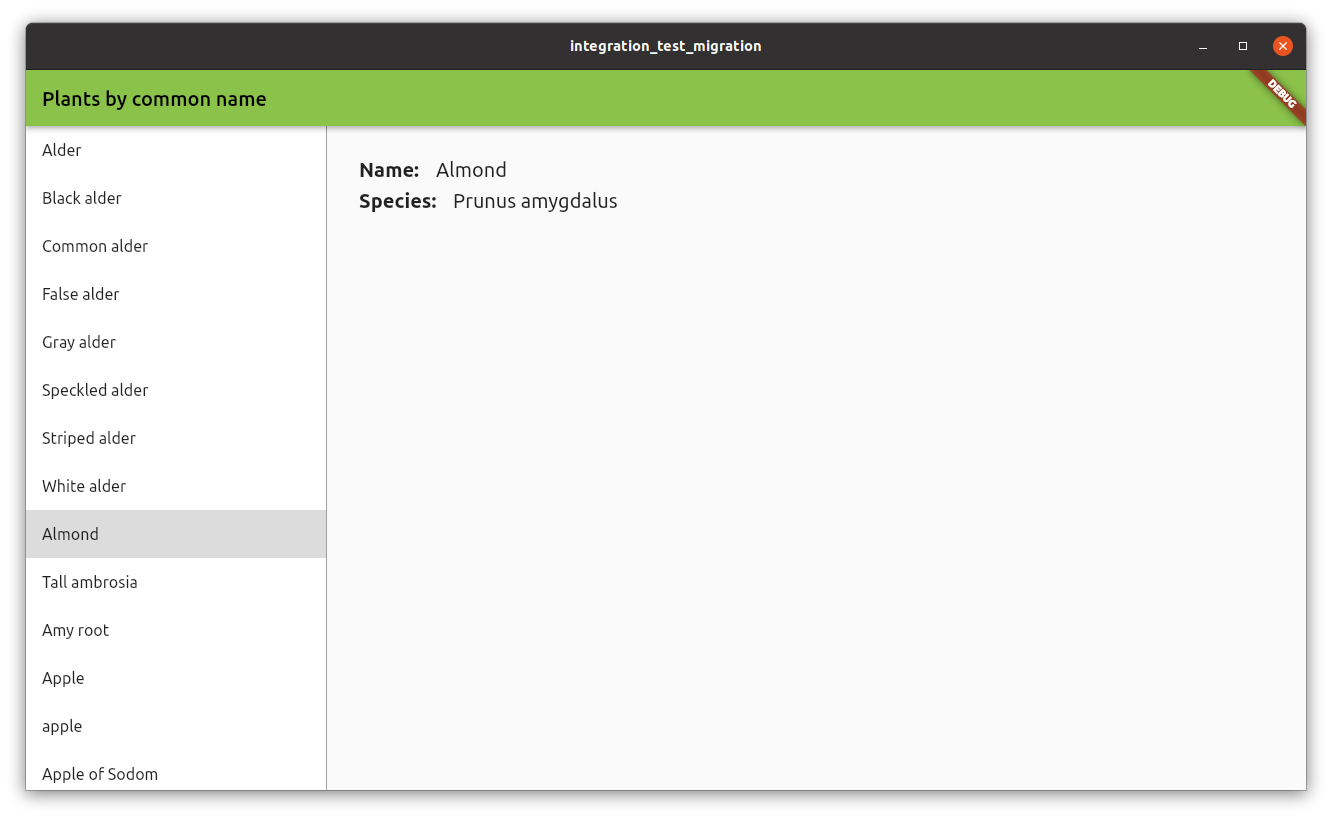 integration_test_migration
Plants by common name
DEBUG
Alder
Black alder
Common alder
False alder
Gray alder
Speckled alder
Striped alder
White alder
Almond
Tall ambrosia
Amy root
Apple
apple
Apple of Sodom
Name: Almond
Species: Prunus amygdalus